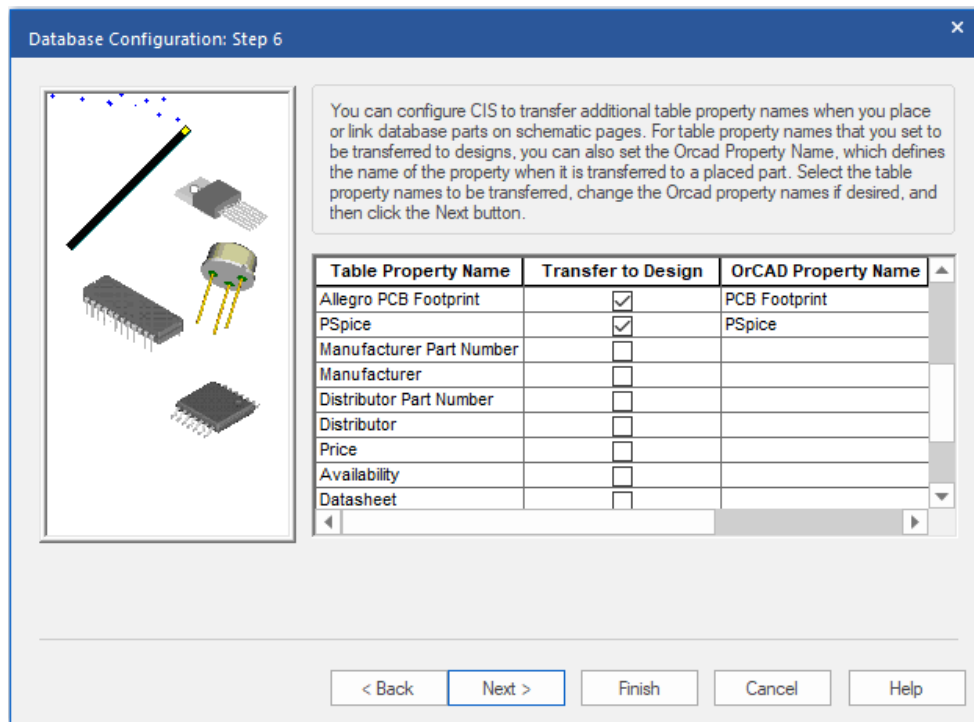 Database Configuration: Step 6
You can configure CIS to transfer additional table property names when you place
or link database parts on schematic pages. For table property names that you set to
be transferred to designs, you can also set the Orcad Property Name, which defines
the name of the property when it is transferred to a placed part. Select the table
property names to be transferred, change the Orcad property names if desired, and
then click the Next button.
Table Property Name Transfer to Design OrCAD Property Name
Allegro PCB Footprint PCB Footprint
PSpice PSpice
Manufacturer Part Number
Manufacturer
Distributor Part Number
Distributor
Price
Availability
Datasheet
< Back Next > Finish Cancel Help